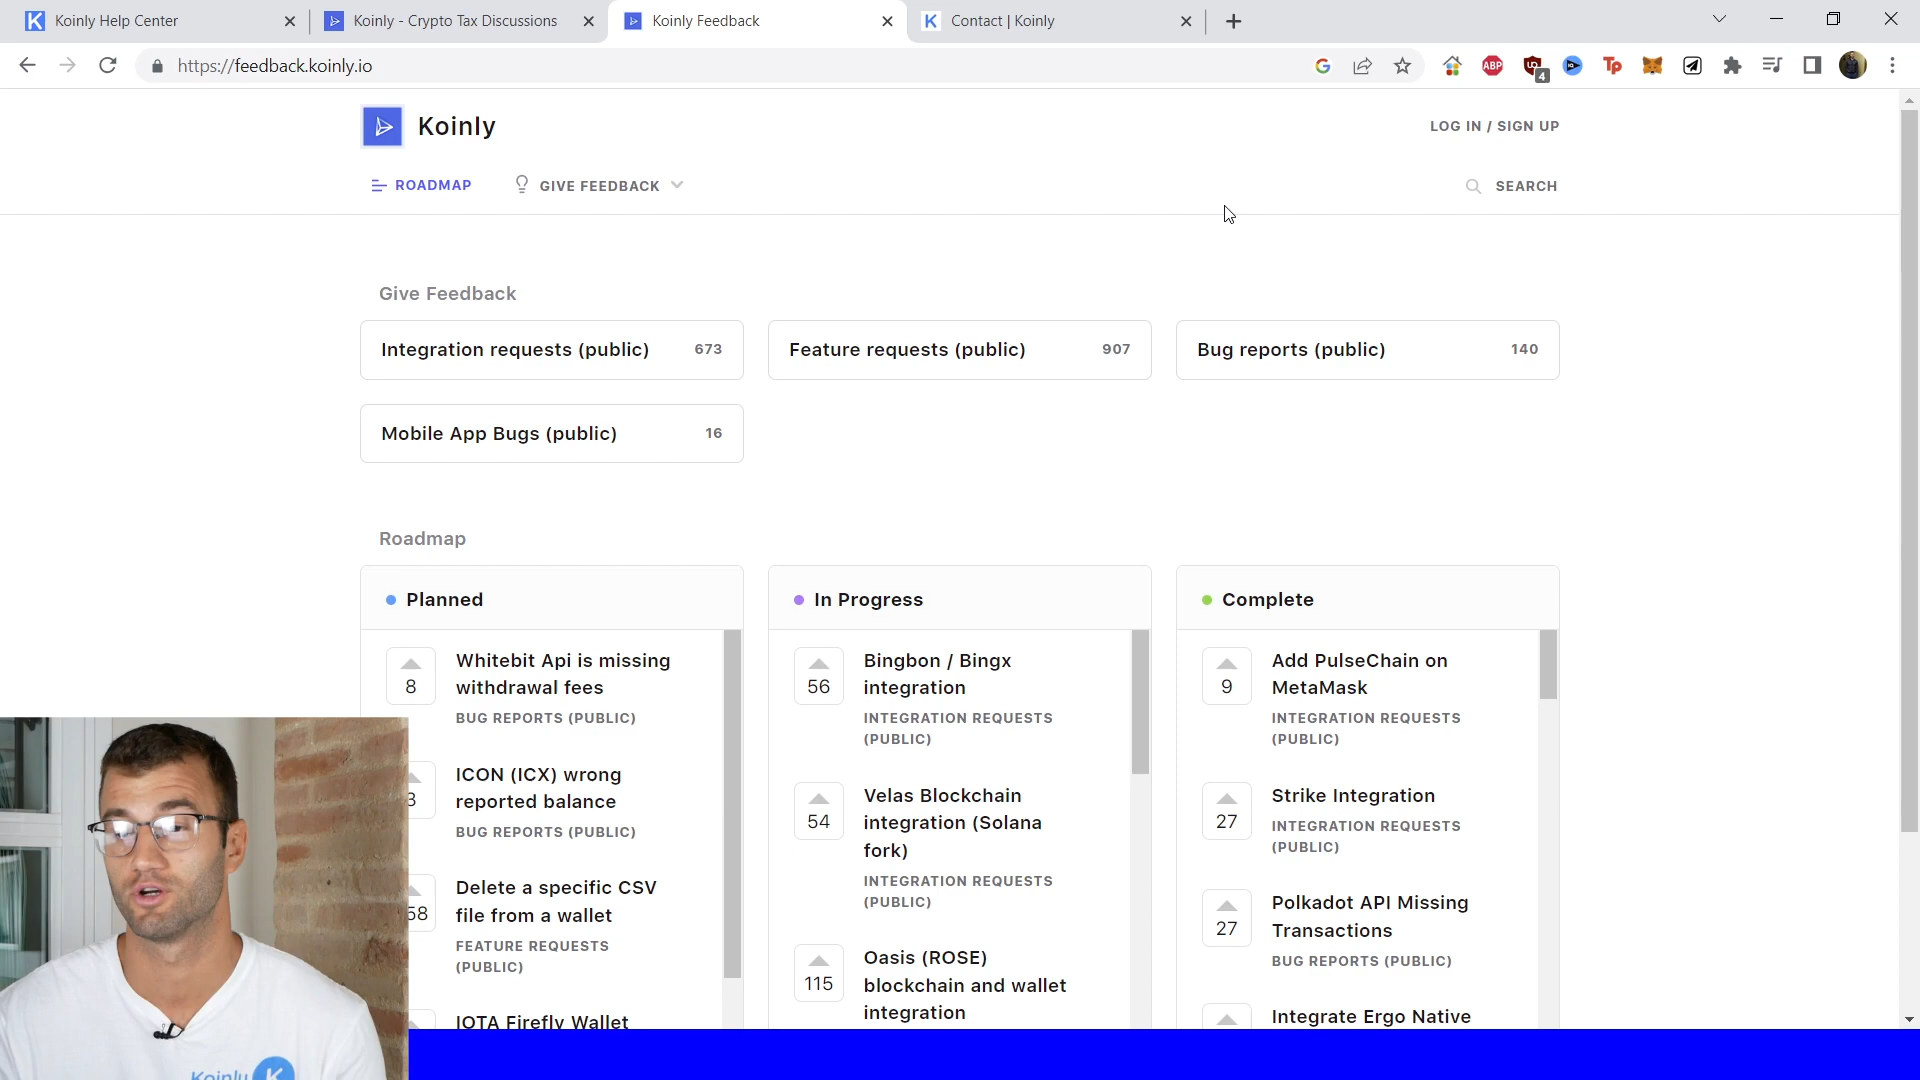 Koinly Help Center
Koinly - Crypto Tax Discussions
Koinly Feedback
Contact | Koinly
https://feedback.koinly.io
ABP
4
Tp
Koinly
LOG IN / SIGN UP
ROADMAP
GIVE FEEDBACK
SEARCH
Give Feedback
Integration requests (public) 673
Feature requests (public) 907
Bug reports (public) 140
Mobile App Bugs (public) 16
Roadmap
Planned
8
Whitebit Api is missing
withdrawal fees
BUG REPORTS (PUBLIC)
3
ICON (ICX) wrong
reported balance
BUG REPORTS (PUBLIC)
58
Delete a specific CSV
file from a wallet
FEATURE REQUESTS
(PUBLIC)
IOTA Firefly Wallet
In Progress
56
Bingbon / Bingx
integration
INTEGRATION REQUESTS
(PUBLIC)
54
Velas Blockchain
integration (Solana
fork)
INTEGRATION REQUESTS
(PUBLIC)
115
Oasis (ROSE)
blockchain and wallet
integration
Complete
9
Add PulseChain on
MetaMask
INTEGRATION REQUESTS
(PUBLIC)
27
Strike Integration
INTEGRATION REQUESTS
(PUBLIC)
27
Polkadot API Missing
Transactions
BUG REPORTS (PUBLIC)
Integrate Ergo Native
Koinly K